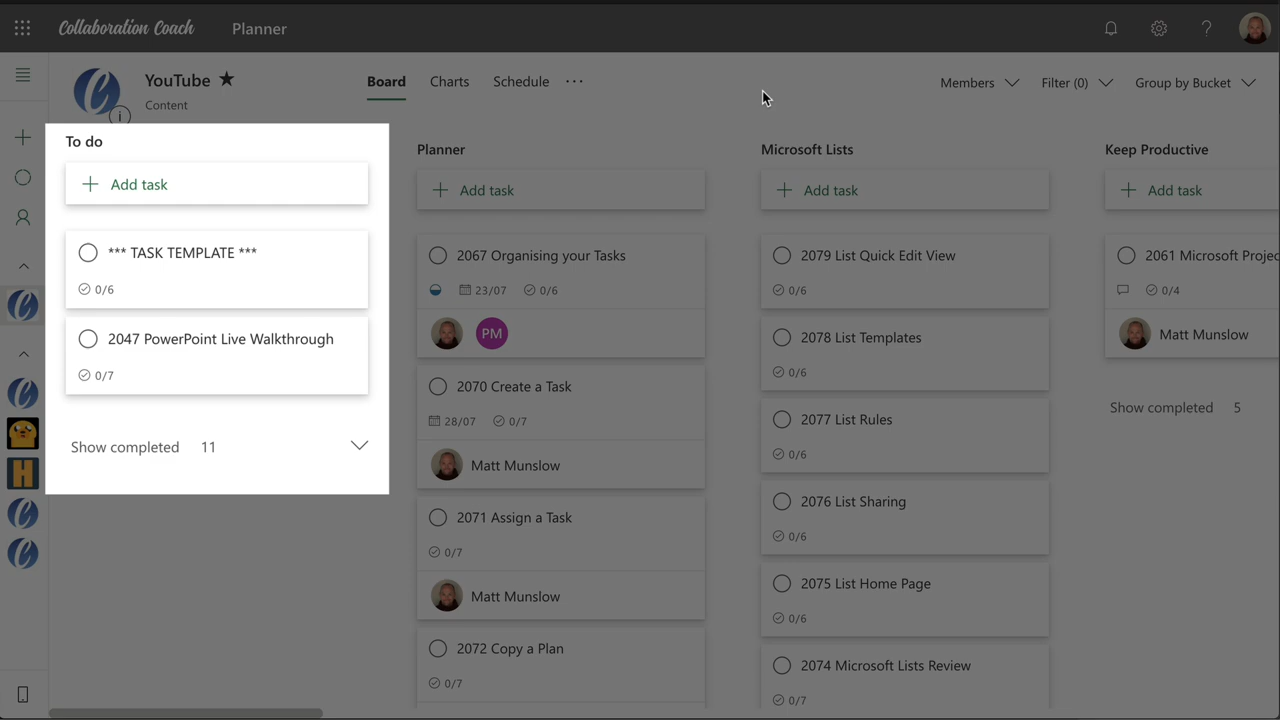 Collaboration Coach
Planner
YouTube ★
Content
Board
Charts
Schedule
Members
Filter (0)
Group by Bucket
To do
Add task
*** TASK TEMPLATE ***
0/6
2047 PowerPoint Live Walkthrough
0/7
Show completed 11
Planner
Add task
2067 Organising your Tasks
23/07 0/6
PM
2070 Create a Task
28/07 0/7
Matt Munslow
2071 Assign a Task
0/7
Matt Munslow
2072 Copy a Plan
0/7
Microsoft Lists
Add task
2079 List Quick Edit View
0/6
2078 List Templates
0/6
2077 List Rules
0/6
2076 List Sharing
0/6
2075 List Home Page
0/6
2074 Microsoft Lists Review
0/7
Keep Productive
Add task
2061 Microsoft Projec
0/4
Matt Munslow
Show completed 5